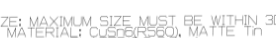 ZE: MAXIMUM SIZE MUST BE WITHIN 30
MATERIAL: CuSn6(R560), MATTE Tin